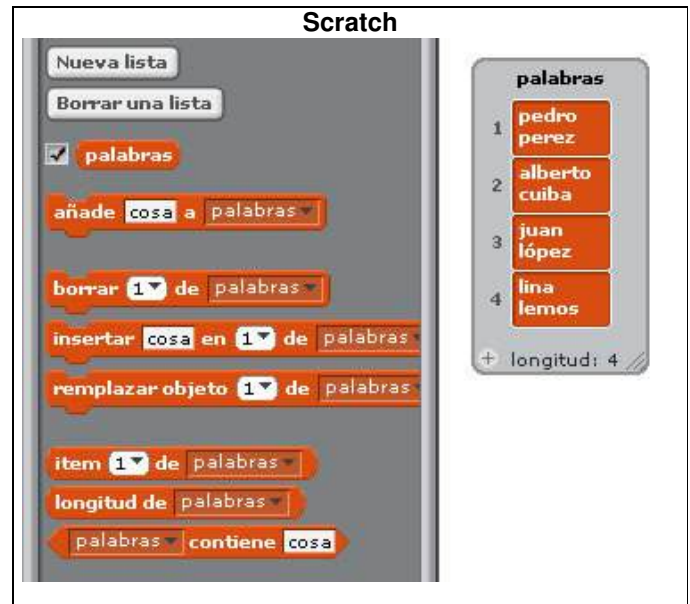 Scratch
Nueva lista
Borrar una lista
palabras
añade cosa a palabras
borrar 1 de palabras
insertar cosa en 1 de palabras
remplazar objeto 1 de palabras
item 1 de palabras
longitud de palabras
palabras contiene cosa
palabras
1 pedro
perez
2 alberto
cuiba
3 juan
lópez
4 lina
lemos
+ longitud: 4